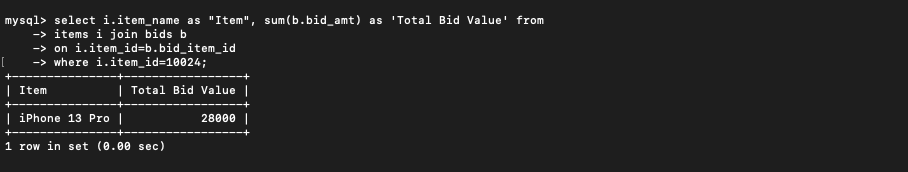 mysql> select i.item_name as "Item", sum(b.bid_amt) as 'Total Bid Value' from
    -> items i join bids b
    -> on i.item_id=b.bid_item_id
[    -> where i.item_id=10024;
+---------------+-----------------+
| Item          | Total Bid Value |
+---------------+-----------------+
| iPhone 13 Pro |           28000 |
+---------------+-----------------+
1 row in set (0.00 sec)